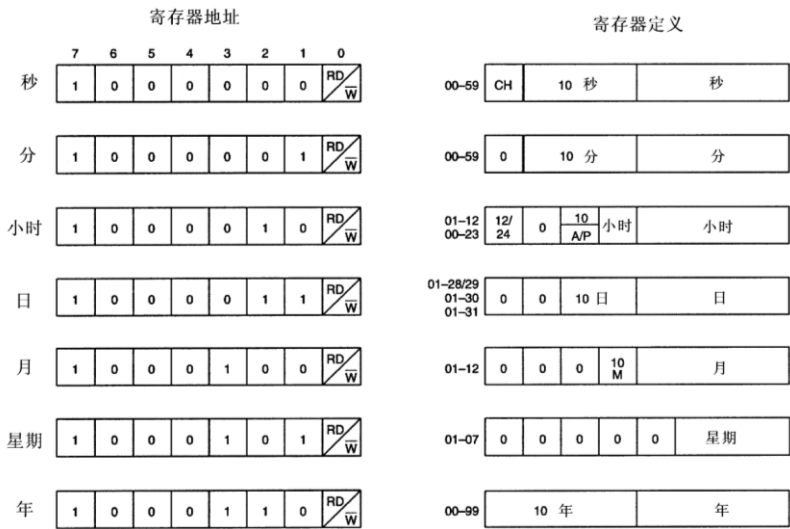 寄存器地址 寄存器定义
7 6 5 4 3 2 1 0
秒 1 0 0 0 0 0 0 RD/W̅ 00–59 CH 10 秒 秒
分 1 0 0 0 0 0 1 RD/W̅ 00–59 0 10 分 分
小时 1 0 0 0 0 1 0 RD/W̅ 01–12 00–23 12/24 0 10 A/P 小时 小时
日 1 0 0 0 0 1 1 RD/W̅ 01–28/29 01–30 01–31 0 0 10 日 日
月 1 0 0 0 1 0 0 RD/W̅ 01–12 0 0 0 10 M 月
星期 1 0 0 0 1 0 1 RD/W̅ 01–07 0 0 0 0 0 星期
年 1 0 0 0 1 1 0 RD/W̅ 00–99 10 年 年